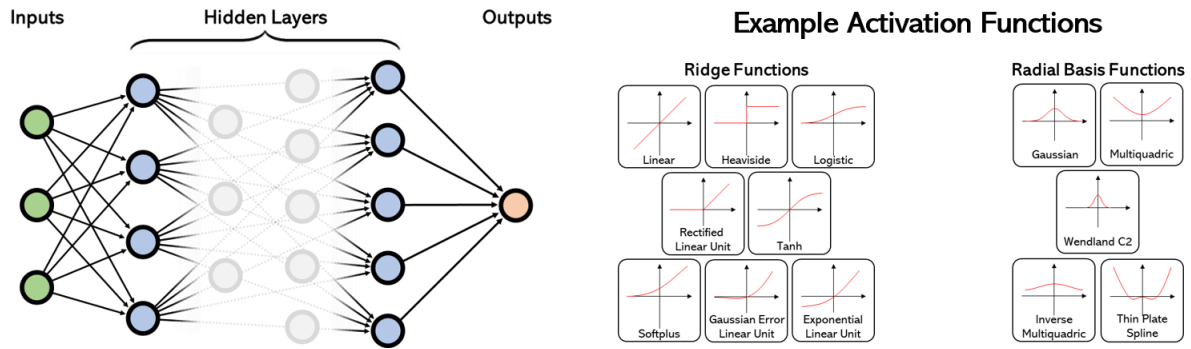 Inputs
Hidden Layers
Outputs
Example Activation Functions
Ridge Functions
Linear
Heaviside
Logistic
Rectified
Linear Unit
Tanh
Softplus
Gaussian Error
Linear Unit
Exponential
Linear Unit
Radial Basis Functions
Gaussian
Multiquadric
Wendland C2
Inverse
Multiquadric
Thin Plate
Spline